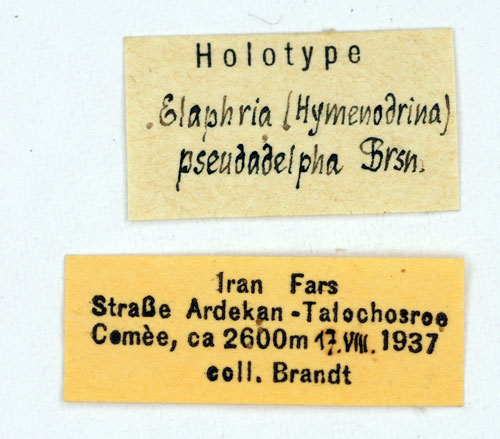 Holotype
Elaphria (Hymenodrina)
pseudadelpha Brsn.
Iran Fars
Straße Ardekan-Talochosroe
Comèe, ca 2600m 17.VIII.1937
coll. Brandt